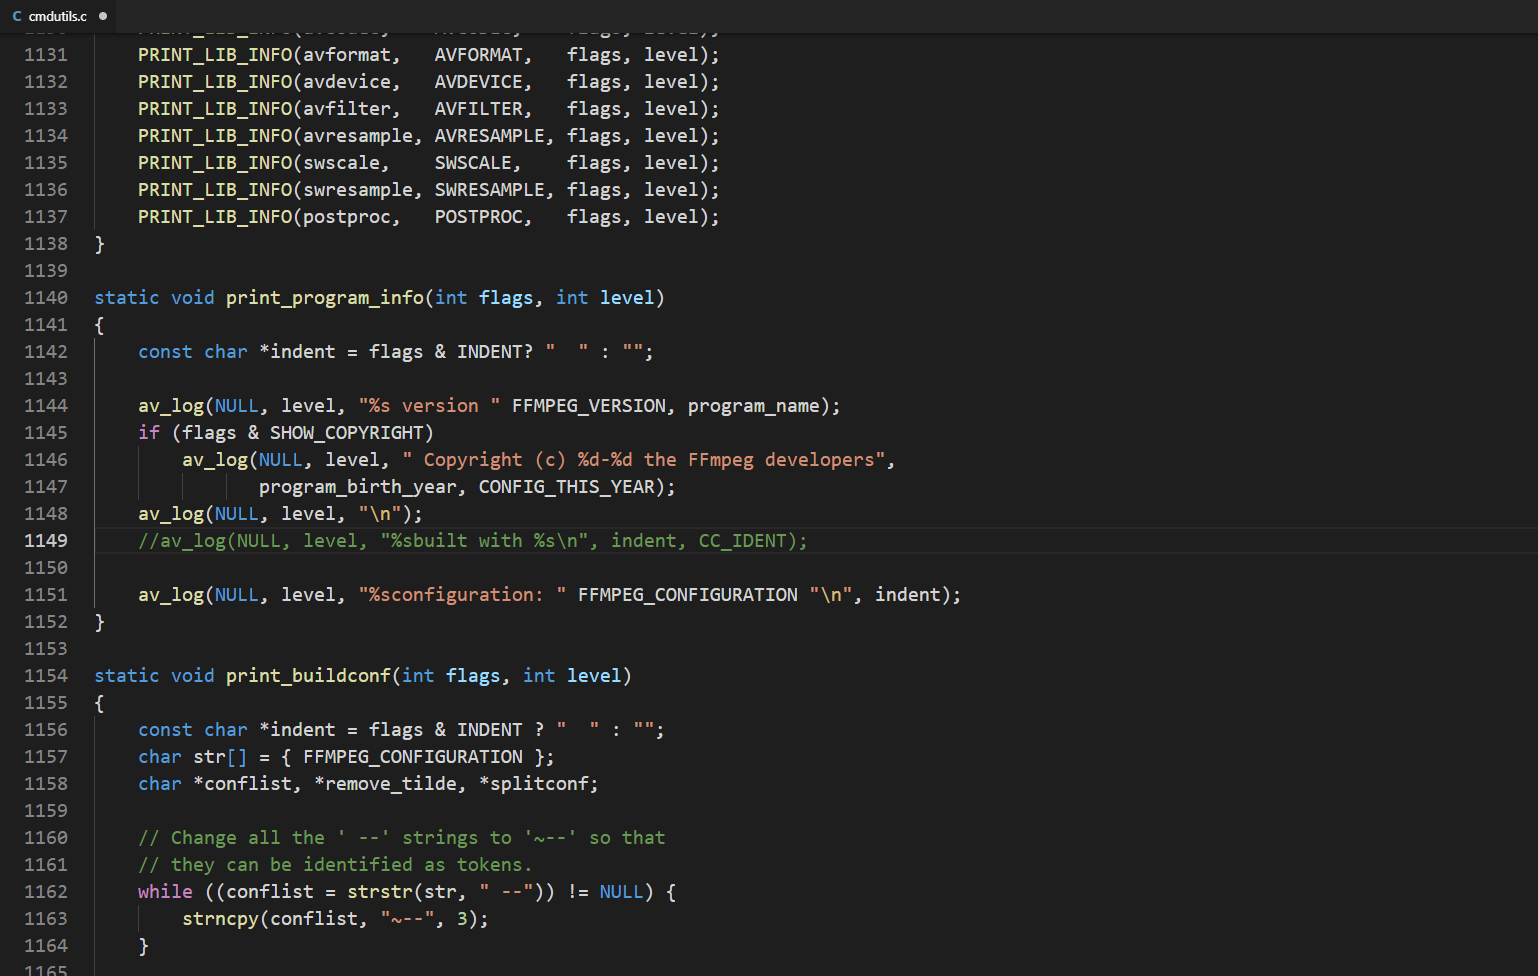 C cmdutils.c ●
1131 PRINT_LIB_INFO(avformat,   AVFORMAT,   flags, level);
1132 PRINT_LIB_INFO(avdevice,   AVDEVICE,   flags, level);
1133 PRINT_LIB_INFO(avfilter,   AVFILTER,   flags, level);
1134 PRINT_LIB_INFO(avresample, AVRESAMPLE, flags, level);
1135 PRINT_LIB_INFO(swscale,    SWSCALE,    flags, level);
1136 PRINT_LIB_INFO(swresample, SWRESAMPLE, flags, level);
1137 PRINT_LIB_INFO(postproc,   POSTPROC,   flags, level);
1138 }
1139
1140 static void print_program_info(int flags, int level)
1141 {
1142 const char *indent = flags & INDENT? "  " : "";
1143
1144 av_log(NULL, level, "%s version " FFMPEG_VERSION, program_name);
1145 if (flags & SHOW_COPYRIGHT)
1146 av_log(NULL, level, " Copyright (c) %d-%d the FFmpeg developers",
1147 program_birth_year, CONFIG_THIS_YEAR);
1148 av_log(NULL, level, "\n");
1149 //av_log(NULL, level, "%sbuilt with %s\n", indent, CC_IDENT);
1150
1151 av_log(NULL, level, "%sconfiguration: " FFMPEG_CONFIGURATION "\n", indent);
1152 }
1153
1154 static void print_buildconf(int flags, int level)
1155 {
1156 const char *indent = flags & INDENT ? "  " : "";
1157 char str[] = { FFMPEG_CONFIGURATION };
1158 char *conflist, *remove_tilde, *splitconf;
1159
1160 // Change all the ' --' strings to '~--' so that
1161 // they can be identified as tokens.
1162 while ((conflist = strstr(str, " --")) != NULL) {
1163 strncpy(conflist, "~--", 3);
1164 }
1165